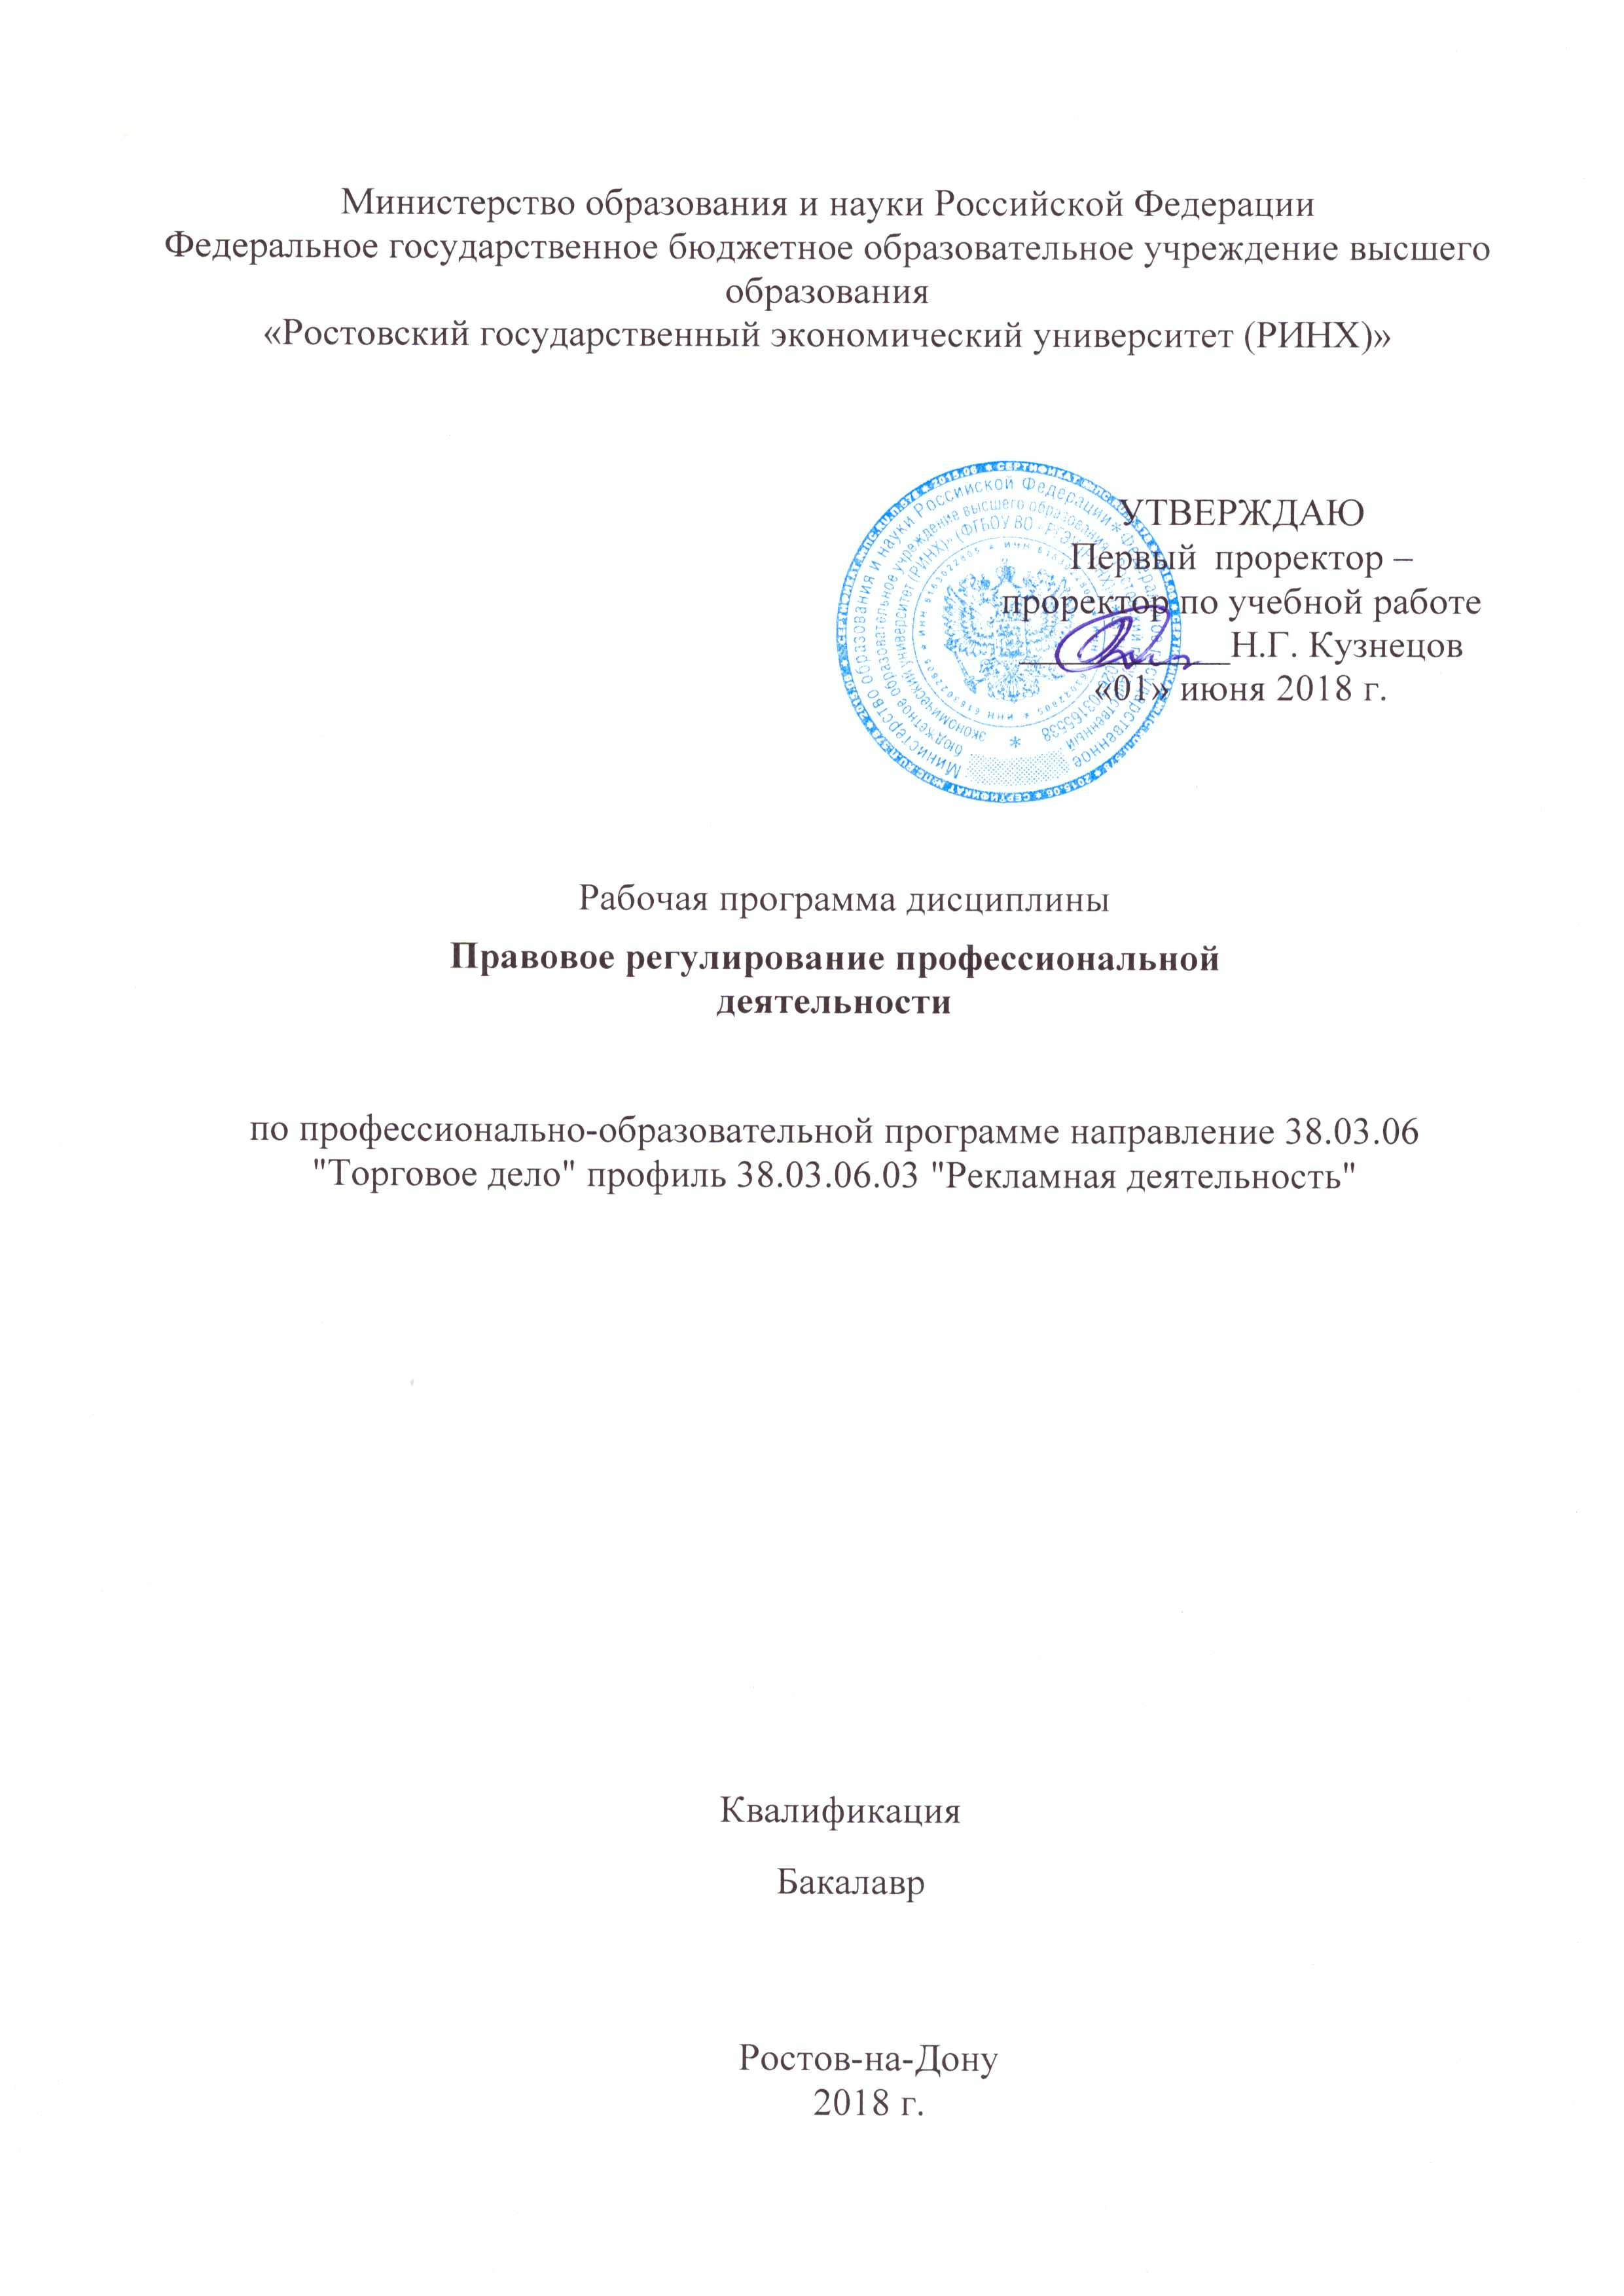 Министерство образования и науки Российской Федерации
Федеральное государственное бюджетное образовательное учреждение высшего
образования
«Ростовский государственный экономический университет (РИНХ)»
УТВЕРЖДАЮ
Первый проректор –
проректор по учебной работе
Н.Г. Кузнецов
«01» июня 2018 г.
Рабочая программа дисциплины
Правовое регулирование профессиональной
деятельности
по профессионально-образовательной программе направление 38.03.06
"Торговое дело" профиль 38.03.06.03 "Рекламная деятельность"
Квалификация
Бакалавр
Ростов-на-Дону
2018 г.